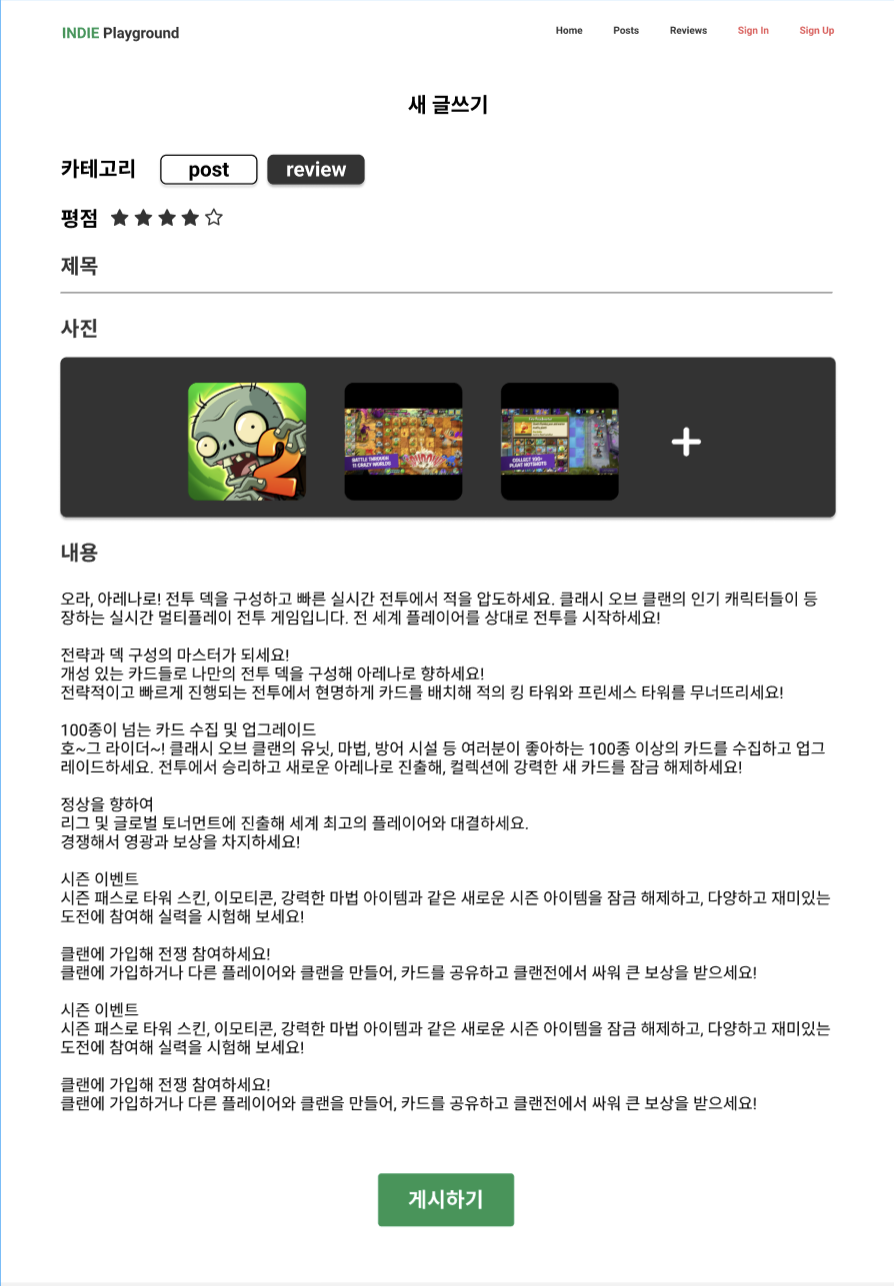 INDIE Playground
Home Posts Reviews Sign In Sign Up
새 글쓰기
카테고리 post review
평점
제목
사진
2
BATTLE THROUGH
11 CRAZY WORLDS
COLLECT 100+
PLANT HOTSHOTS
내용
오라, 아레나로! 전투 덱을 구성하고 빠른 실시간 전투에서 적을 압도하세요. 클래시 오브 클랜의 인기 캐릭터들이 등
장하는 실시간 멀티플레이 전투 게임입니다. 전 세계 플레이어를 상대로 전투를 시작하세요!
전략과 덱 구성의 마스터가 되세요!
개성 있는 카드들로 나만의 전투 덱을 구성해 아레나로 향하세요!
전략적이고 빠르게 진행되는 전투에서 현명하게 카드를 배치해 적의 킹 타워와 프린세스 타워를 무너뜨리세요!
100종이 넘는 카드 수집 및 업그레이드
호~그 라이더~! 클래시 오브 클랜의 유닛, 마법, 방어 시설 등 여러분이 좋아하는 100종 이상의 카드를 수집하고 업그
레이드하세요. 전투에서 승리하고 새로운 아레나로 진출해, 컬렉션에 강력한 새 카드를 잠금 해제하세요!
정상을 향하여
리그 및 글로벌 토너먼트에 진출해 세계 최고의 플레이어와 대결하세요.
경쟁해서 영광과 보상을 차지하세요!
시즌 이벤트
시즌 패스로 타워 스킨, 이모티콘, 강력한 마법 아이템과 같은 새로운 시즌 아이템을 잠금 해제하고, 다양하고 재미있는
도전에 참여해 실력을 시험해 보세요!
클랜에 가입해 전쟁 참여하세요!
클랜에 가입하거나 다른 플레이어와 클랜을 만들어, 카드를 공유하고 클랜전에서 싸워 큰 보상을 받으세요!
시즌 이벤트
시즌 패스로 타워 스킨, 이모티콘, 강력한 마법 아이템과 같은 새로운 시즌 아이템을 잠금 해제하고, 다양하고 재미있는
도전에 참여해 실력을 시험해 보세요!
클랜에 가입해 전쟁 참여하세요!
클랜에 가입하거나 다른 플레이어와 클랜을 만들어, 카드를 공유하고 클랜전에서 싸워 큰 보상을 받으세요!
게시하기